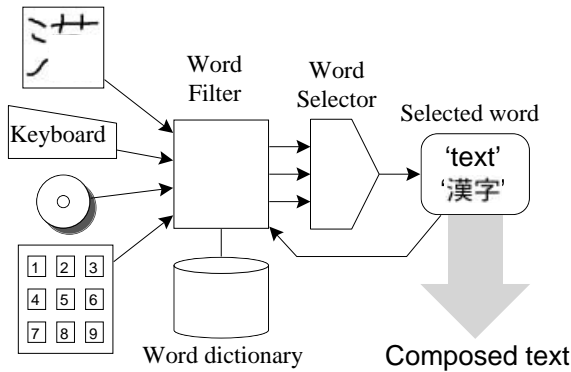 Word
Filter
Word
Selector
Selected word
Keyboard
'text'
'漢字'
1 2 3
4 5 6
7 8 9
Word dictionary
Composed text